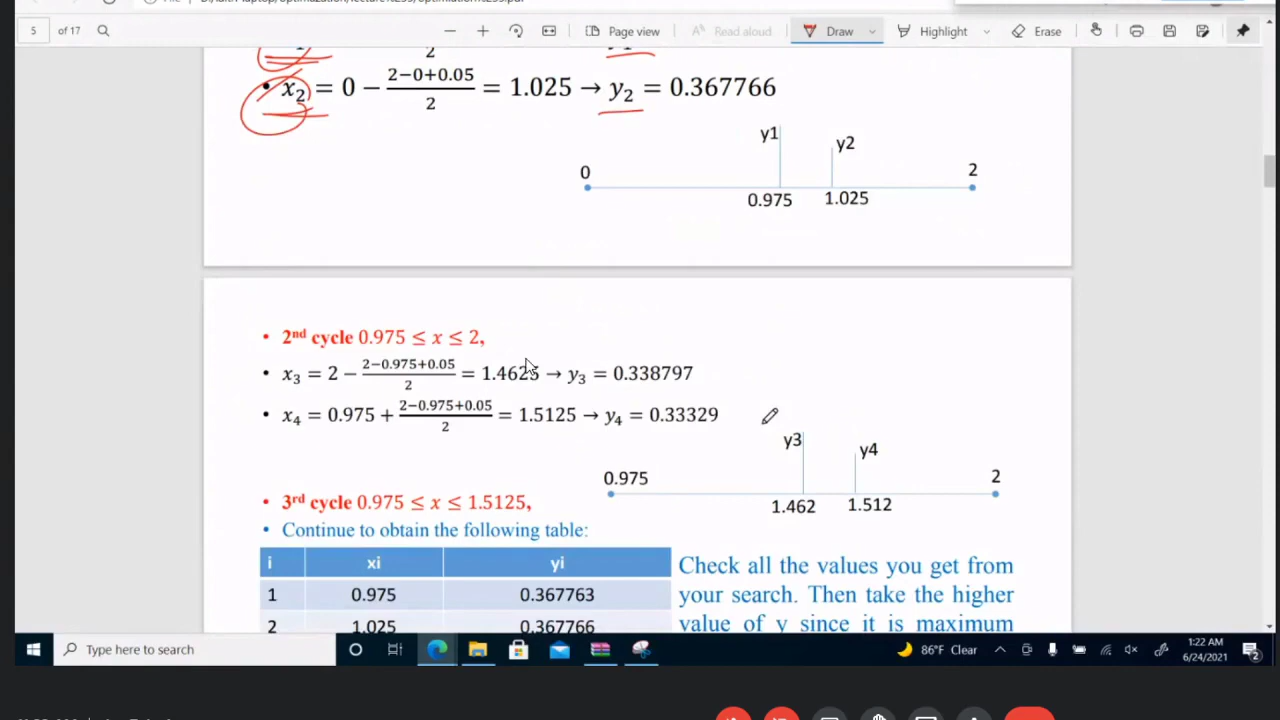 5 of 17 Page view Read aloud Draw Highlight Erase
2
• x₂ = 0 − (2−0+0.05)/2 = 1.025 → y₂ = 0.367766
y1 y2
0 2
0.975 1.025
• 2nd cycle 0.975 ≤ x ≤ 2,
• x₃ = 2 − (2−0.975+0.05)/2 = 1.4625 → y₃ = 0.338797
• x₄ = 0.975 + (2−0.975+0.05)/2 = 1.5125 → y₄ = 0.33329
y3 y4
0.975 2
1.462 1.512
• 3rd cycle 0.975 ≤ x ≤ 1.5125,
• Continue to obtain the following table:
i xi yi
1 0.975 0.367763
2 1.025 0.367766
Check all the values you get from
your search. Then take the higher
value of y since it is maximum
Type here to search
86°F Clear
1:22 AM
6/24/2021
2